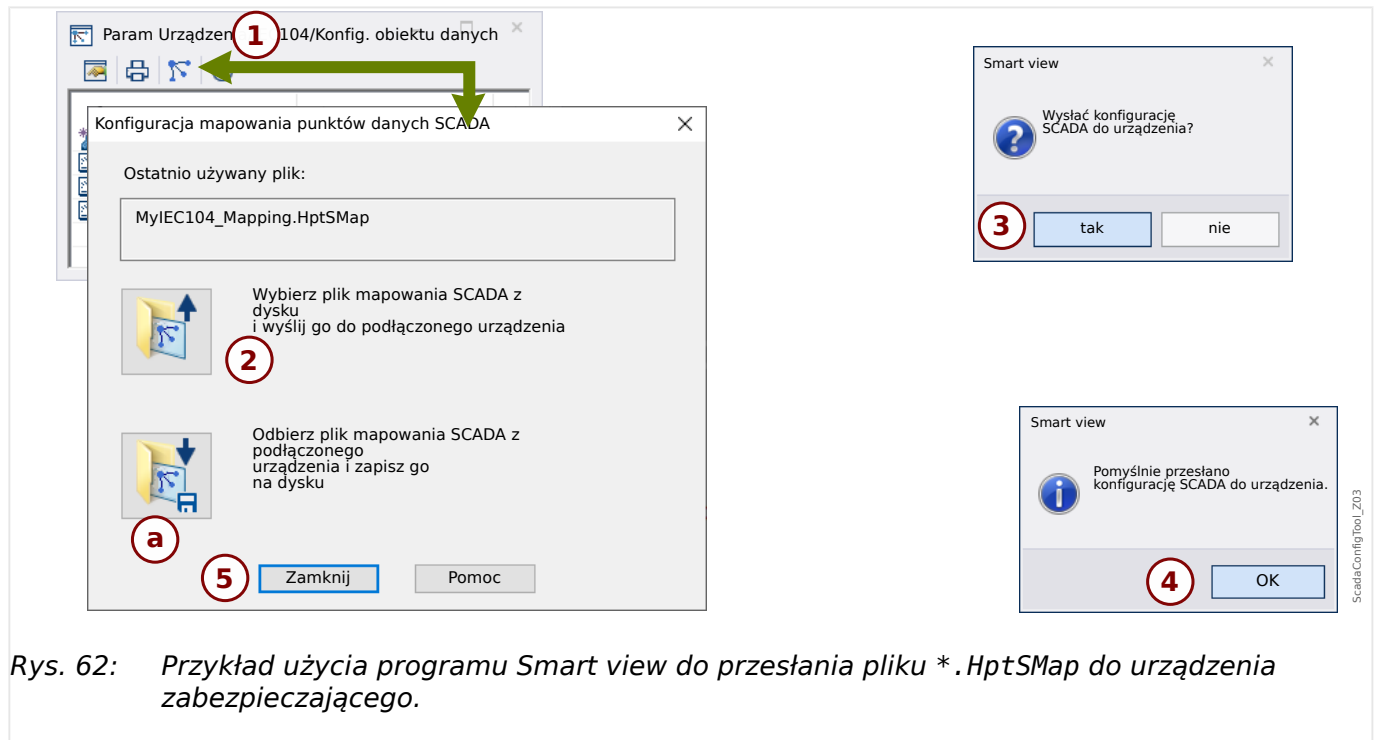 Param Urządzen
1
104/Konfig. obiektu danych
Konfiguracja mapowania punktów danych SCADA
Ostatnio używany plik:
MyIEC104_Mapping.HptSMap
Wybierz plik mapowania SCADA z
dysku
i wyślij go do podłączonego urządzenia
2
Odbierz plik mapowania SCADA z
podłączonego
urządzenia i zapisz go
na dysku
a
5
Zamknij
Pomoc
Smart view
Wysłać konfigurację
SCADA do urządzenia?
3
tak
nie
Smart view
Pomyślnie przesłano
konfigurację SCADA do urządzenia.
4
OK
ScadaConfigTool_Z03
Rys. 62: Przykład użycia programu Smart view do przesłania pliku *.HptSMap do urządzenia
zabezpieczającego.